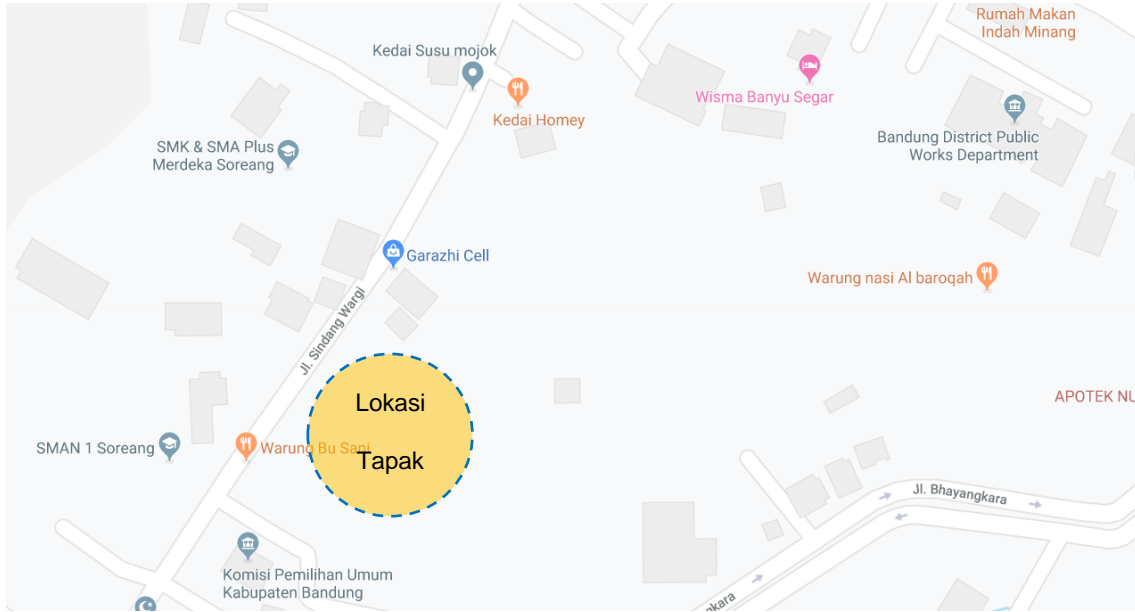 Rumah Makan
Indah Minang
Kedai Susu mojok
Wisma Banyu Segar
Kedai Homey
Bandung District Public
Works Department
SMK & SMA Plus
Merdeka Soreang
Garazhi Cell
Warung nasi Al baroqah
Jl. Sindang Wargi
Lokasi
APOTEK NU
SMAN 1 Soreang
Warung Bu Sani
Tapak
Jl. Bhayangkara
Komisi Pemilihan Umum
Kabupaten Bandung
gkara